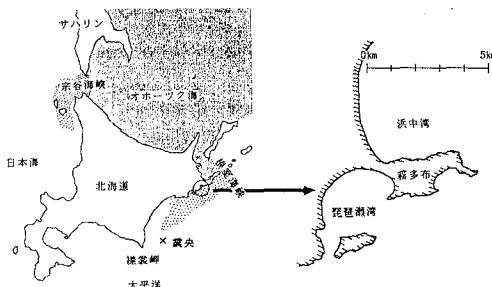 サハリン
宗谷海峡
オホーツク海
日本海
北海道
根室海峡
×震央
襟裳岬
太平洋
0km
5km
浜中湾
霧多布
琵琶瀬湾